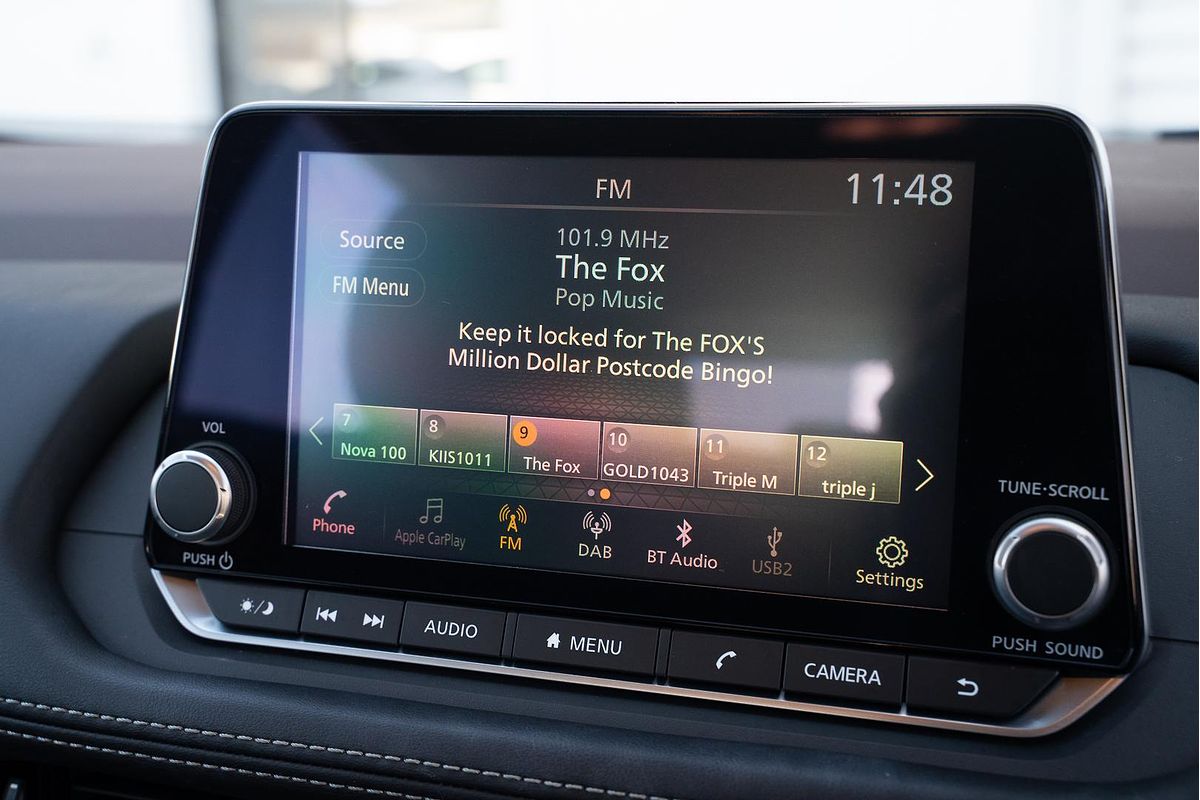 FM
11:48
Source
FM Menu
101.9 MHz
The Fox
Pop Music
Keep it locked for The FOX'S
Million Dollar Postcode Bingo!
7
Nova 100
8
KIIS1011
9
The Fox
10
GOLD1043
11
Triple M
12
triple j
Phone
Apple CarPlay
FM
DAB
BT Audio
USB2
Settings
VOL
PUSH
TUNE·SCROLL
PUSH SOUND
AUDIO
MENU
CAMERA